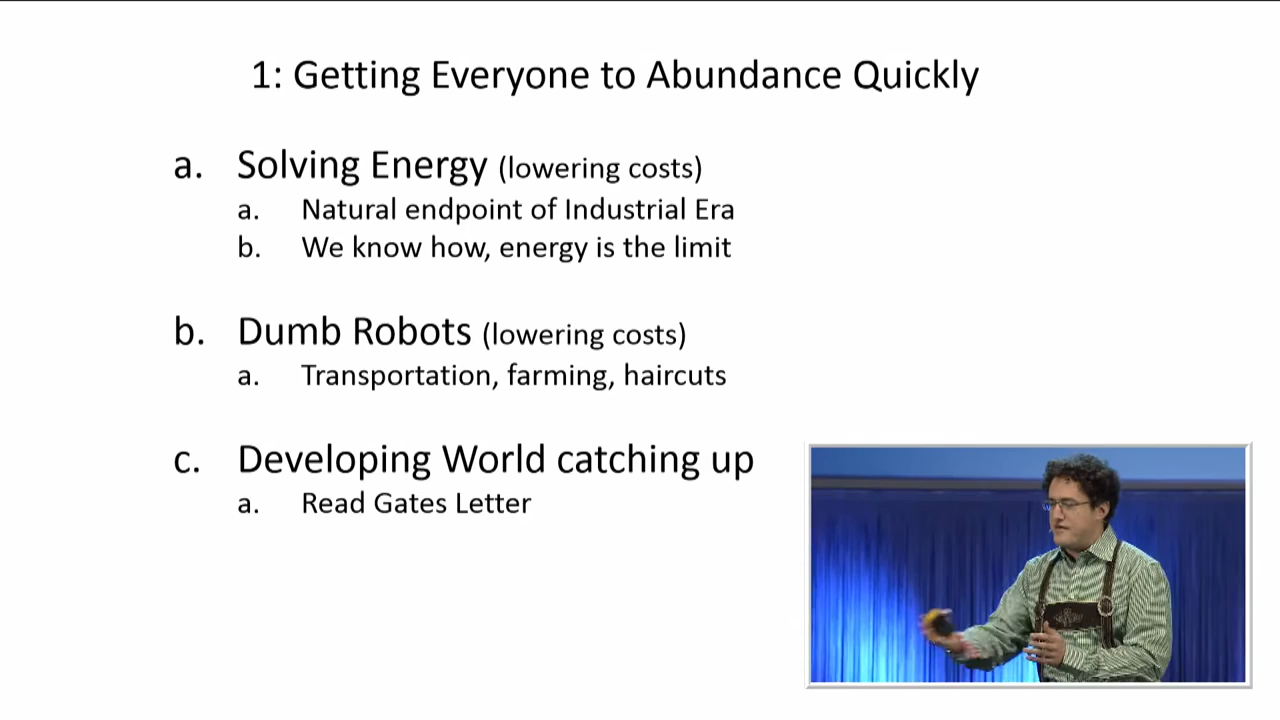 1: Getting Everyone to Abundance Quickly
a. Solving Energy (lowering costs)
a. Natural endpoint of Industrial Era
b. We know how, energy is the limit
b. Dumb Robots (lowering costs)
a. Transportation, farming, haircuts
c. Developing World catching up
a. Read Gates Letter